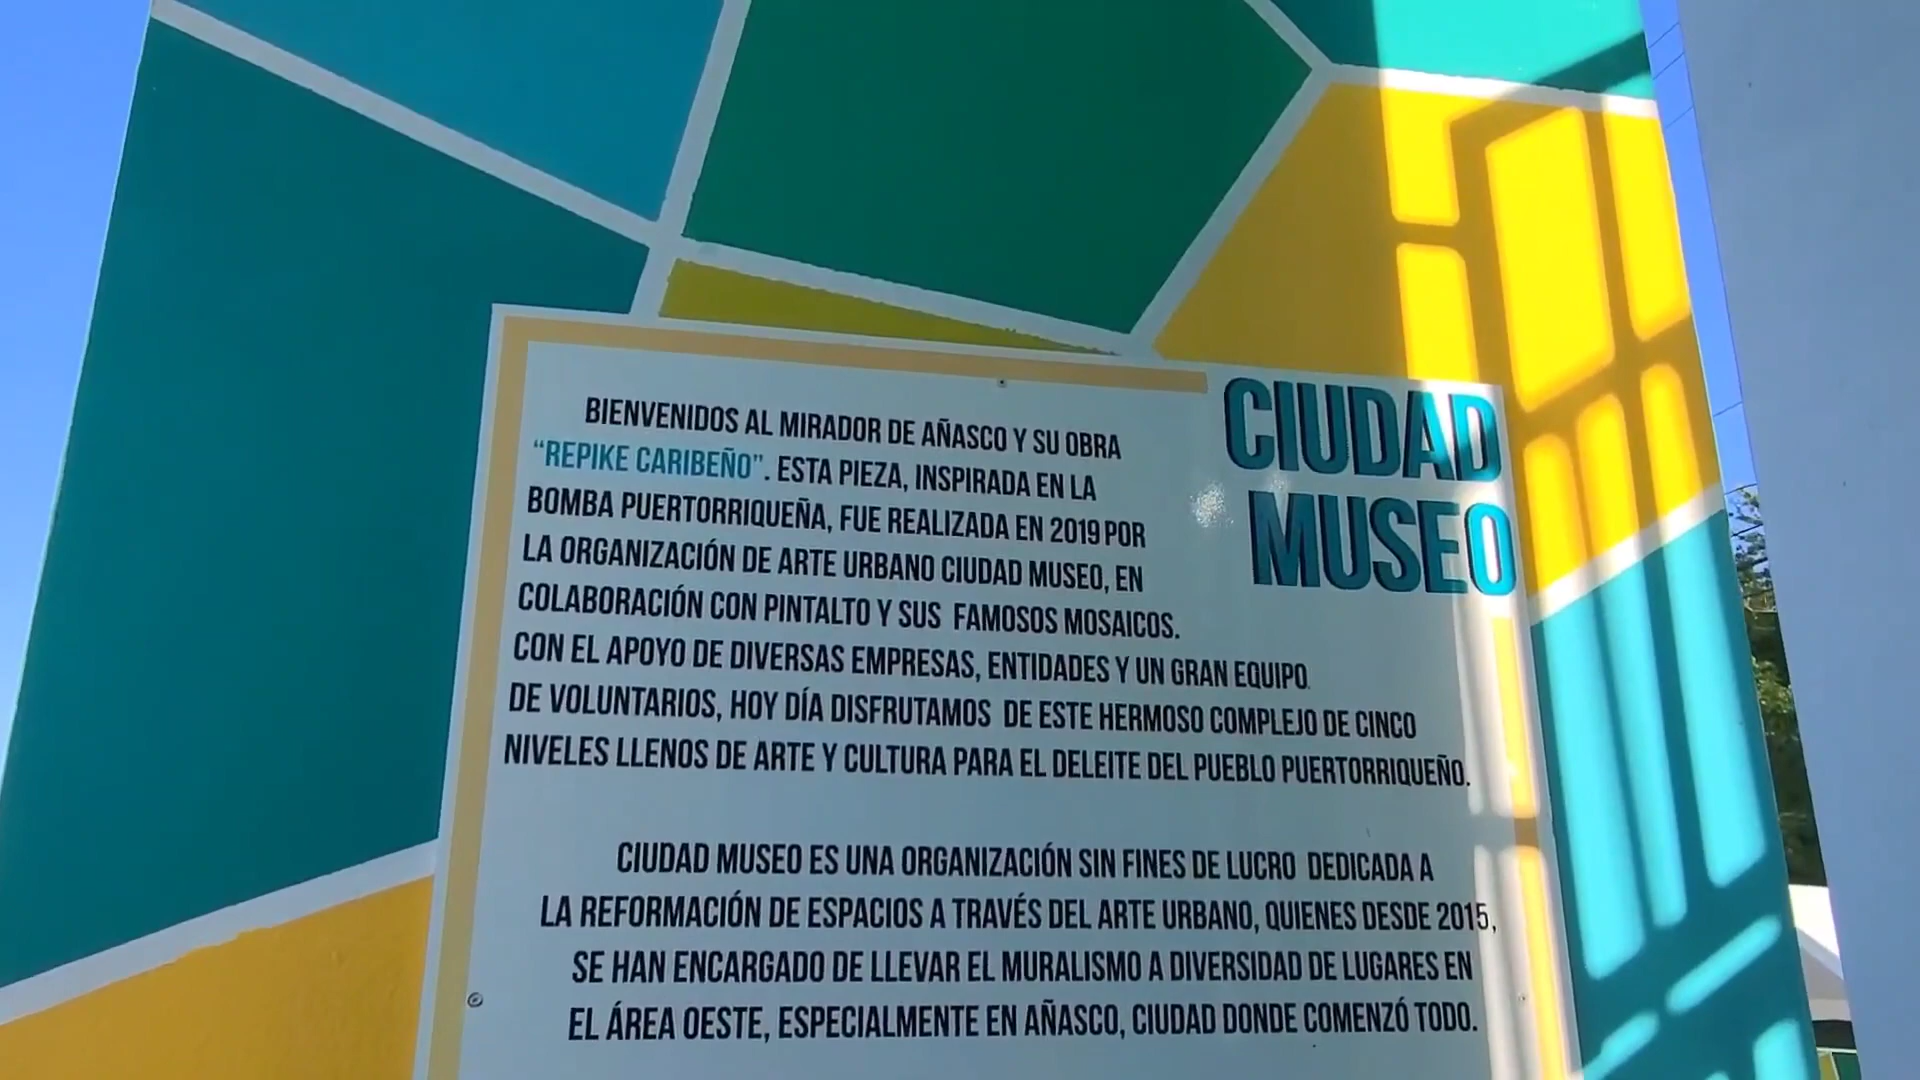 BIENVENIDOS AL MIRADOR DE AÑASCO Y SU OBRA
“REPIKE CARIBEÑO”. ESTA PIEZA, INSPIRADA EN LA
BOMBA PUERTORRIQUEÑA, FUE REALIZADA EN 2019 POR
LA ORGANIZACIÓN DE ARTE URBANO CIUDAD MUSEO, EN
COLABORACIÓN CON PINTALTO Y SUS FAMOSOS MOSAICOS.
CON EL APOYO DE DIVERSAS EMPRESAS, ENTIDADES Y UN GRAN EQUIPO
DE VOLUNTARIOS, HOY DÍA DISFRUTAMOS DE ESTE HERMOSO COMPLEJO DE CINCO
NIVELES LLENOS DE ARTE Y CULTURA PARA EL DELEITE DEL PUEBLO PUERTORRIQUEÑO.
CIUDAD
MUSEO
CIUDAD MUSEO ES UNA ORGANIZACIÓN SIN FINES DE LUCRO DEDICADA A
LA REFORMACIÓN DE ESPACIOS A TRAVÉS DEL ARTE URBANO, QUIENES DESDE 2015,
SE HAN ENCARGADO DE LLEVAR EL MURALISMO A DIVERSIDAD DE LUGARES EN
EL ÁREA OESTE, ESPECIALMENTE EN AÑASCO, CIUDAD DONDE COMENZÓ TODO.